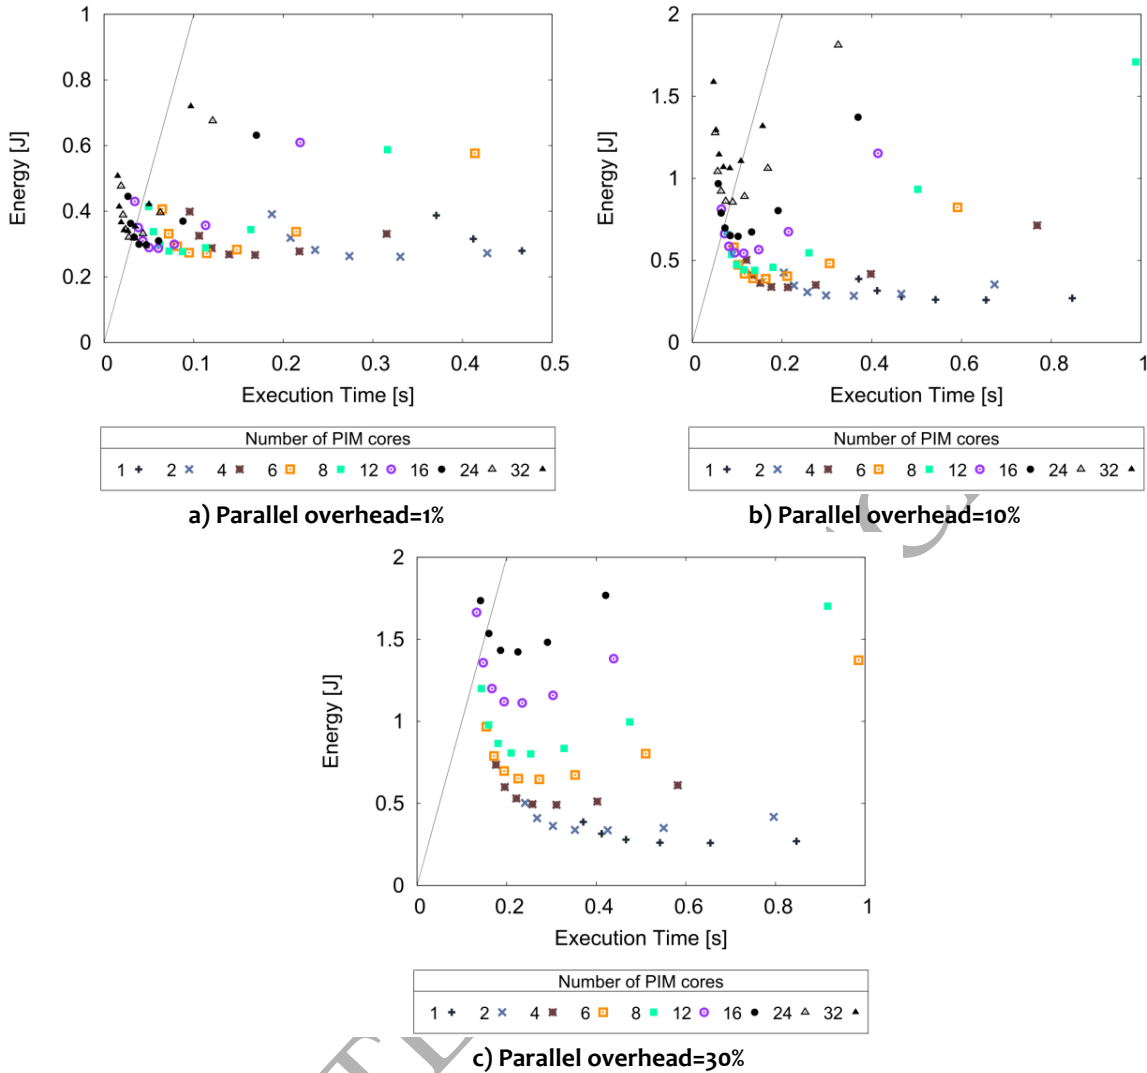 1
0.8
0.6
0.4
0.2
0
Energy [J]
0 0.1 0.2 0.3 0.4 0.5
Execution Time [s]
Number of PIM cores
1 2 4 6 8 12 16 24 32
a) Parallel overhead=1%
2
1.5
1
0.5
0
Energy [J]
0 0.2 0.4 0.6 0.8 1
Execution Time [s]
Number of PIM cores
1 2 4 6 8 12 16 24 32
b) Parallel overhead=10%
2
1.5
1
0.5
0
Energy [J]
0 0.2 0.4 0.6 0.8 1
Execution Time [s]
Number of PIM cores
1 2 4 6 8 12 16 24 32
c) Parallel overhead=30%